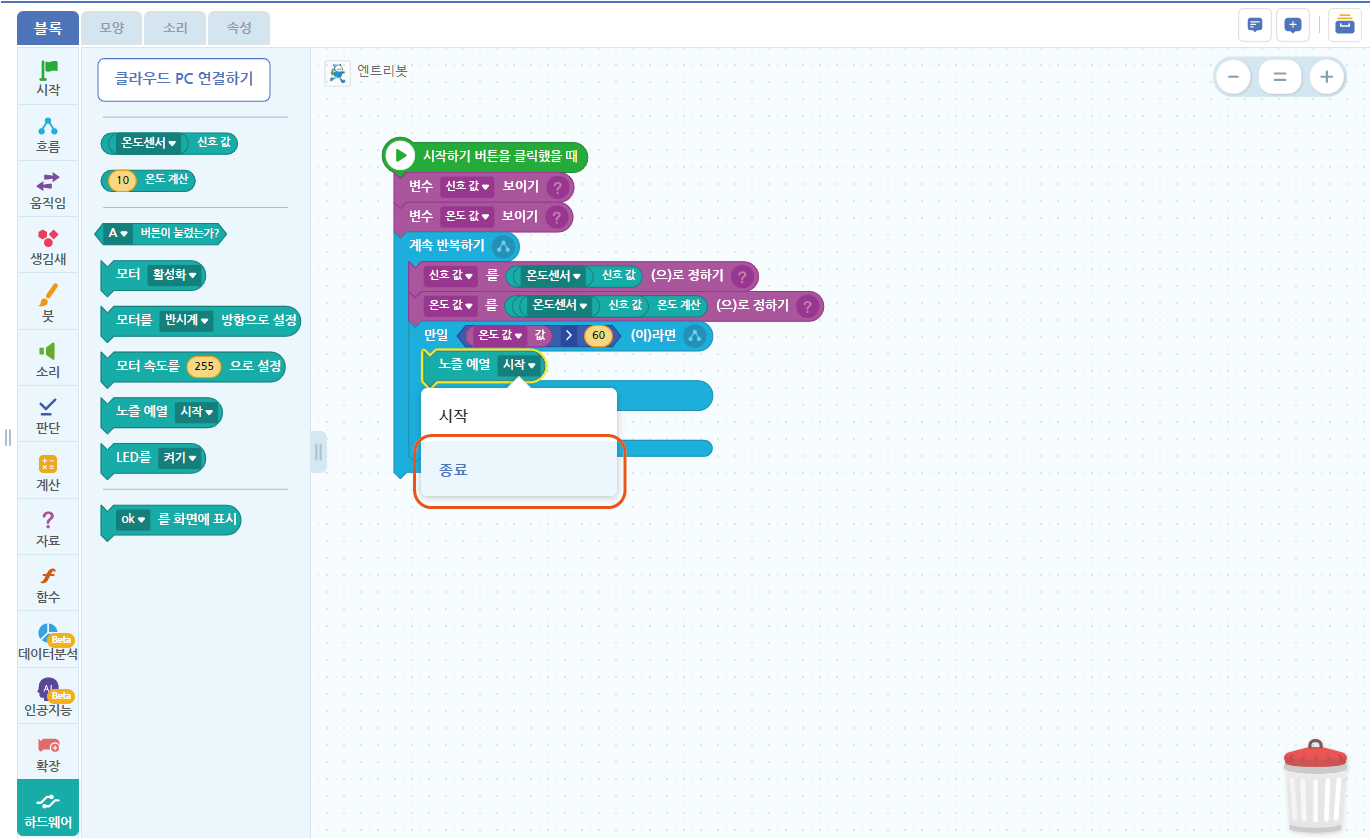 블록 모양 소리 속성
시작
흐름
움직임
생김새
붓
소리
판단
계산
자료
함수
Beta
데이터분석
AI Beta
인공지능
확장
하드웨어
클라우드 PC 연결하기
온도센서 신호 값
10 온도 계산
A 버튼이 눌렸는가?
모터 활성화
모터를 반시계 방향으로 설정
모터 속도를 255 으로 설정
노즐 예열 시작
LED를 켜기
ok 를 화면에 표시
엔트리봇
시작하기 버튼을 클릭했을 때
변수 신호 값 보이기 ?
변수 온도 값 보이기 ?
계속 반복하기
신호 값 를 온도센서 신호 값 (으)로 정하기 ?
온도 값 를 온도센서 신호 값 온도 계산 (으)로 정하기 ?
만일 온도 값 값 > 60 (이)라면
노즐 예열 시작
시작
종료